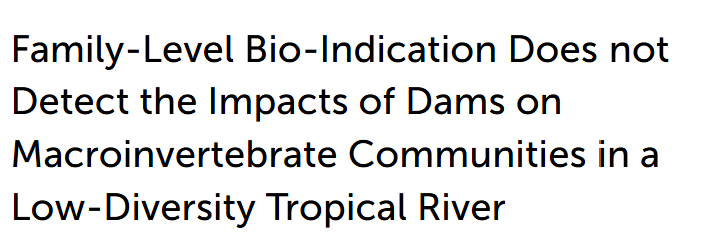 Family-Level Bio-Indication Does not
Detect the Impacts of Dams on
Macroinvertebrate Communities in a
Low-Diversity Tropical River